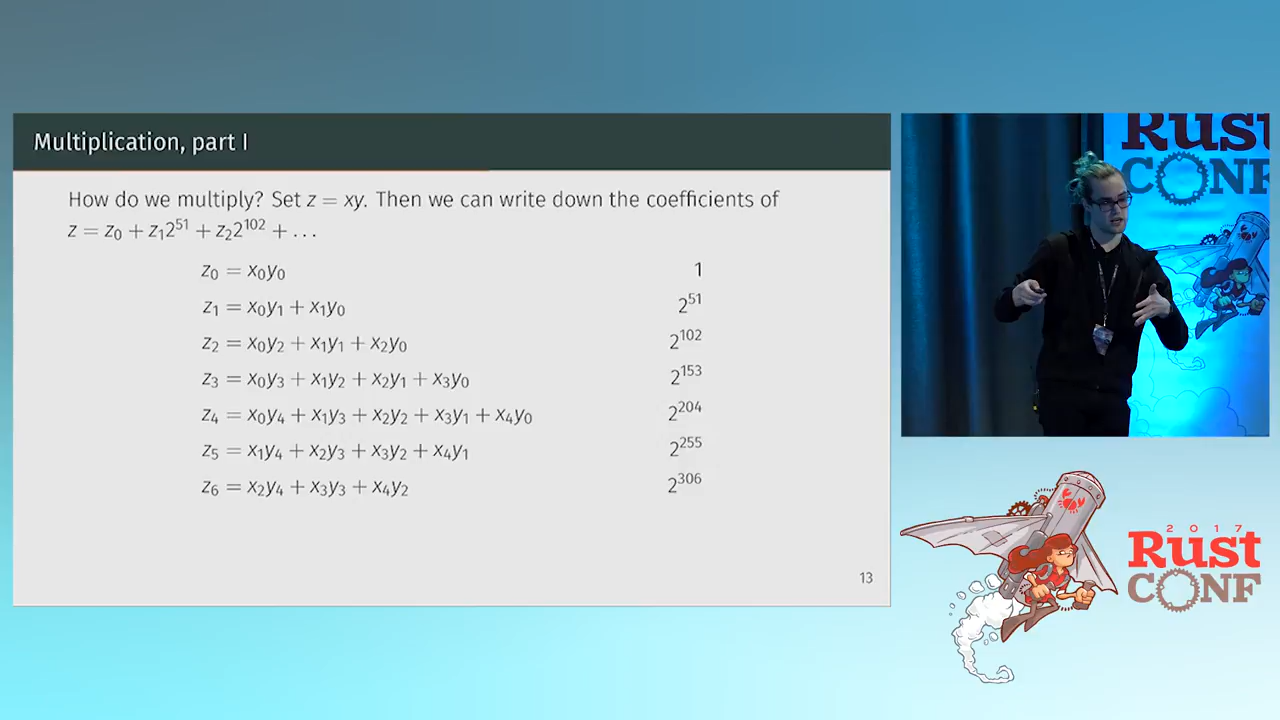 Multiplication, part I
How do we multiply? Set z = xy. Then we can write down the coefficients of
z = z₀ + z₁2⁵¹ + z₂2¹⁰² + …
z₀ = x₀y₀ 1
z₁ = x₀y₁ + x₁y₀ 2⁵¹
z₂ = x₀y₂ + x₁y₁ + x₂y₀ 2¹⁰²
z₃ = x₀y₃ + x₁y₂ + x₂y₁ + x₃y₀ 2¹⁵³
z₄ = x₀y₄ + x₁y₃ + x₂y₂ + x₃y₁ + x₄y₀ 2²⁰⁴
z₅ = x₁y₄ + x₂y₃ + x₃y₂ + x₄y₁ 2²⁵⁵
z₆ = x₂y₄ + x₃y₃ + x₄y₂ 2³⁰⁶
13
Rust
CONF
2017
Rust
CONF